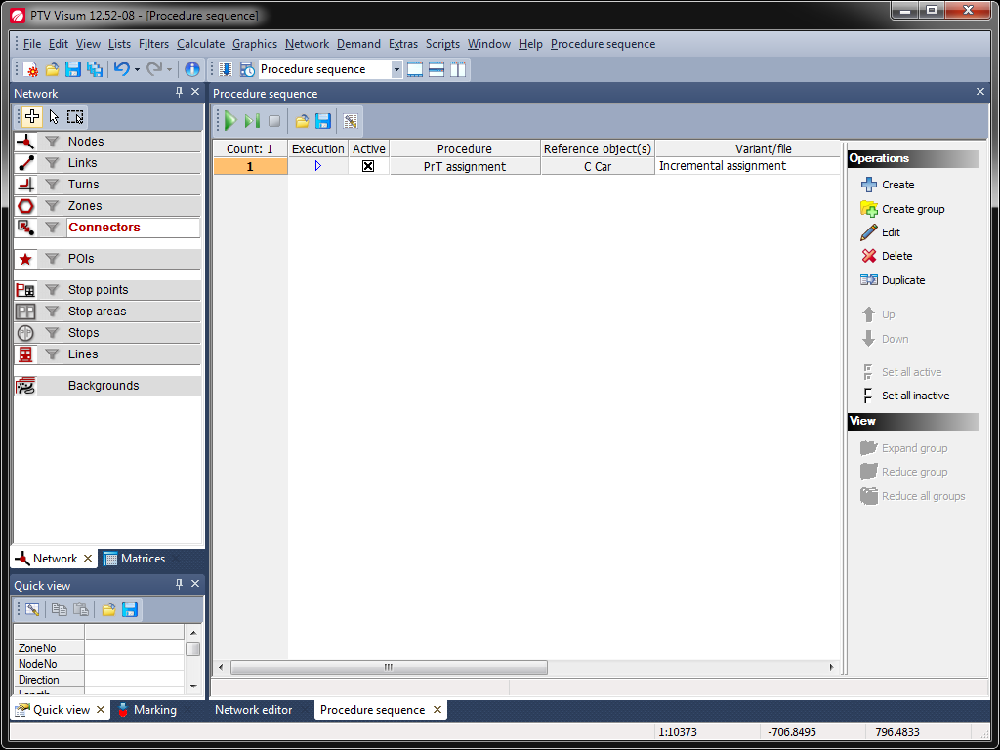 PTV Visum 12.52-08 - [Procedure sequence]
File Edit View Lists Filters Calculate Graphics Network Demand Extras Scripts Window Help Procedure sequence
Procedure sequence
Network
Nodes
Links
Turns
Zones
Connectors
POIs
Stop points
Stop areas
Stops
Lines
Backgrounds
Network Matrices
Quick view
ZoneNo
NodeNo
Direction
Length
Quick view Marking
Procedure sequence
Count: 1 Execution Active Procedure Reference object(s) Variant/file
1 PrT assignment C Car Incremental assignment
Operations
Create
Create group
Edit
Delete
Duplicate
Up
Down
Set all active
Set all inactive
View
Expand group
Reduce group
Reduce all groups
Network editor Procedure sequence
1:10373 -706.8495 796.4833